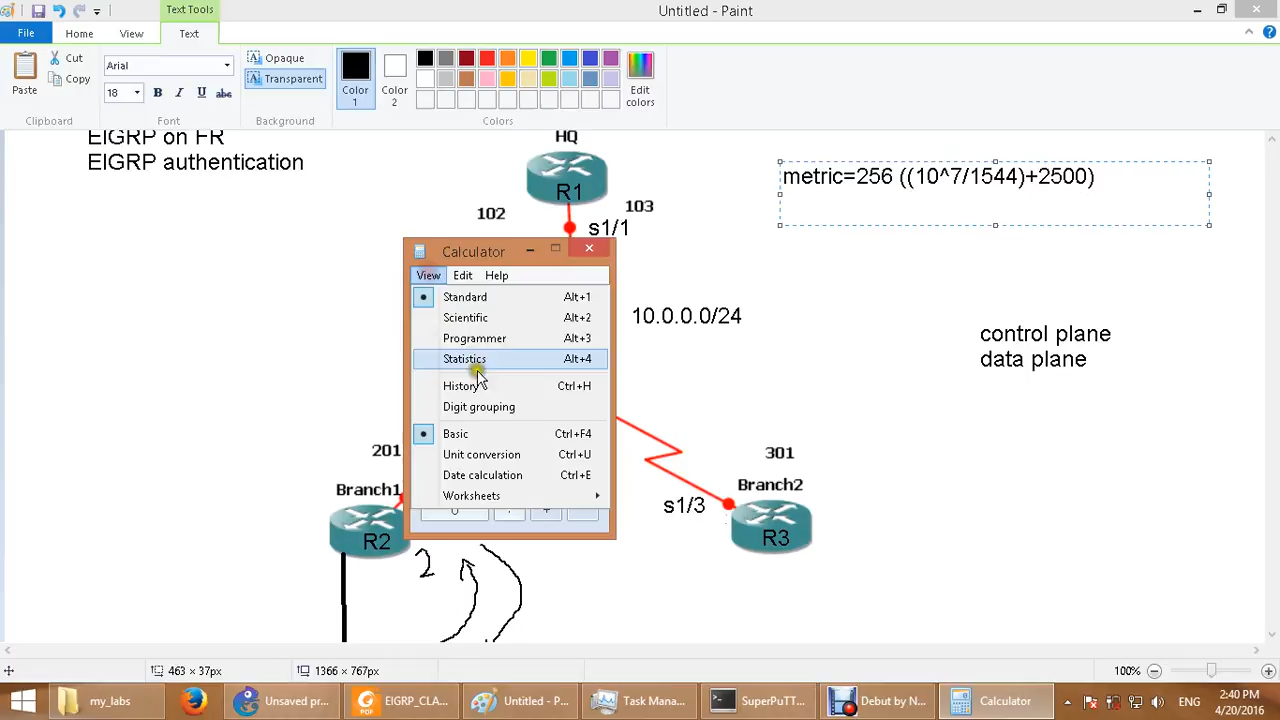 Text Tools
Untitled - Paint
File
Home
View
Text
Paste
Cut
Copy
Arial
18
B I U abc
Opaque
Transparent
Color 1
Color 2
Edit colors
Clipboard
Font
Background
Colors
EIGRP on FR
EIGRP authentication
HQ
R1
102
103
s1/1
metric=256 ((10^7/1544)+2500)
Calculator
View Edit Help
Standard Alt+1
Scientific Alt+2
Programmer Alt+3
Statistics Alt+4
History Ctrl+H
Digit grouping
Basic Ctrl+F4
Unit conversion Ctrl+U
Date calculation Ctrl+E
Worksheets
10.0.0.0/24
control plane
data plane
201
Branch1
R2
2
301
Branch2
s1/3
R3
463 × 37px
1366 × 767px
100%
my_labs
Unsaved pr...
EIGRP_CLA...
Untitled - P...
Task Manag...
SuperPuTT...
Debut by N...
Calculator
ENG
2:40 PM
4/20/2016